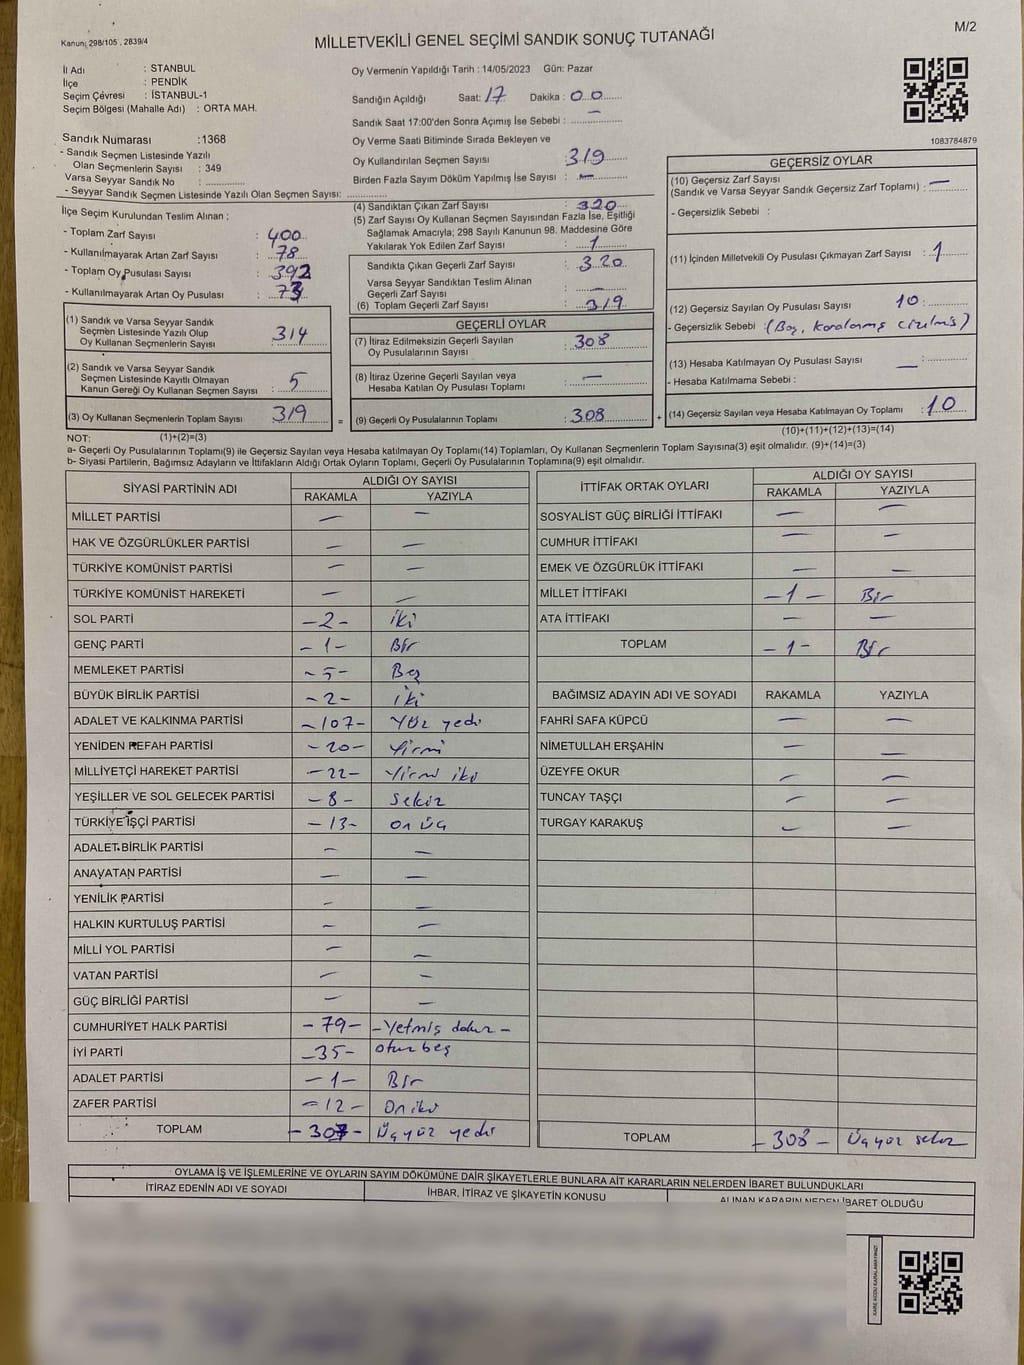 M/2
Kanun: 298/105 , 2839/4
MİLLETVEKİLİ GENEL SEÇİMİ SANDIK SONUÇ TUTANAĞI
İl Adı : STANBUL
İlçe : PENDİK
Seçim Çévresi : İSTANBUL-1
Seçim Bölgesi (Mahalle Adı) : ORTA MAH.
Sandık Numarası :1368
- Sandık Seçmen Listesinde Yazılı
Olan Seçmenlerin Sayısı : 349
Varsa Seyyar Sandık No :
- Seyyar Sandık Seçmen Listesinde Yazılı Olan Seçmen Sayısı:
Oy Vermenin Yapıldığı Tarih : 14/05/2023 Gün: Pazar
Sandığın Açıldığı Saat: 17 Dakika : 00
Sandık Saat 17:00'den Sonra Açımış İse Sebebi : —
Oy Verme Saati Bitiminde Sırada Bekleyen ve
Oy Kullandırılan Seçmen Sayısı : 319
Birden Fazla Sayım Döküm Yapılmış İse Sayısı : —
1083784879
İlçe Seçim Kurulundan Teslim Alınan ;
- Toplam Zarf Sayısı : 400
- Kullanılmayarak Artan Zarf Sayısı : 78
- Toplam Oy Pusulası Sayısı : 392
- Kullanılmayarak Artan Oy Pusulası : 73
(4) Sandıktan Çıkan Zarf Sayısı : 320
(5) Zarf Sayısı Oy Kullanan Seçmen Sayısından Fazla İse, Eşitliği
Sağlamak Amacıyla; 298 Sayılı Kanunun 98. Maddesine Göre
Yakılarak Yok Edilen Zarf Sayısı : 1
Sandıkta Çıkan Geçerli Zarf Sayısı : 320
Varsa Seyyar Sandıktan Teslim Alınan
Geçerli Zarf Sayısı : —
(6) Toplam Geçerli Zarf Sayısı : 319
GEÇERSİZ OYLAR
(10) Geçersiz Zarf Sayısı
(Sandık ve Varsa Seyyar Sandık Geçersiz Zarf Toplamı) : —
- Geçersizlik Sebebi :
(11) İçinden Milletvekili Oy Pusulası Çıkmayan Zarf Sayısı : 1
(12) Geçersiz Sayılan Oy Pusulası Sayısı 10 :
- Geçersizlik Sebebi : (Boş, Karalanmış çizilmiş)
(13) Hesaba Katılmayan Oy Pusulası Sayısı : —
- Hesaba Katılmama Sebebi :
(14) Geçersiz Sayılan veya Hesaba Katılmayan Oy Toplamı : 10
(10)+(11)+(12)+(13)=(14)
(1) Sandık ve Varsa Seyyar Sandık
Seçmen Listesinde Yazılı Olup
Oy Kullanan Seçmenlerin Sayısı : 314
(2) Sandık ve Varsa Seyyar Sandık
Seçmen Listesinde Kayıtlı Olmayan
Kanun Gereği Oy Kullanan Seçmen Sayısı : 5
(3) Oy Kullanan Seçmenlerin Toplam Sayısı : 319 =
GEÇERLİ OYLAR
(7) İtiraz Edilmeksizin Geçerli Sayılan
Oy Pusulalarının Sayısı : 308
(8) İtiraz Üzerine Geçerli Sayılan veya
Hesaba Katılan Oy Pusulası Toplamı : —
(9) Geçerli Oy Pusulalarının Toplamı : 308 +
NOT: (1)+(2)=(3)
a- Geçerli Oy Pusulalarının Toplamı(9) ile Geçersiz Sayılan veya Hesaba katılmayan Oy Toplamı(14) Toplamları, Oy Kullanan Seçmenlerin Toplam Sayısına(3) eşit olmalıdır. (9)+(14)=(3)
b- Siyasi Partilerin, Bağımsız Adayların ve İttifakların Aldığı Ortak Oyların Toplamı, Geçerli Oy Pusulalarının Toplamına(9) eşit olmalıdır.
SİYASİ PARTİNİN ADI ALDIĞI OY SAYISI
RAKAMLA YAZIYLA
MİLLET PARTİSİ — —
HAK VE ÖZGÜRLÜKLER PARTİSİ — —
TÜRKİYE KOMÜNİST PARTİSİ — —
TÜRKİYE KOMÜNİST HAREKETİ — —
SOL PARTİ -2- iki
GENÇ PARTİ -1- Bir
MEMLEKET PARTİSİ -5- Beş
BÜYÜK BİRLİK PARTİSİ -2- iki
ADALET VE KALKINMA PARTİSİ -107- Yüz yedi
YENİDEN REFAH PARTİSİ -20- Yirmi
MİLLİYETÇİ HAREKET PARTİSİ -22- Yirmi iki
YEŞİLLER VE SOL GELECEK PARTİSİ -8- Sekiz
TÜRKİYE İŞÇİ PARTİSİ -13- On üç
ADALET BİRLİK PARTİSİ — —
ANAVATAN PARTİSİ — —
YENİLİK PARTİSİ — —
HALKIN KURTULUŞ PARTİSİ — —
MİLLİ YOL PARTİSİ — —
VATAN PARTİSİ — —
GÜÇ BİRLİĞİ PARTİSİ — —
CUMHURİYET HALK PARTİSİ -79- -Yetmiş dokuz-
İYİ PARTİ -35- otuz beş
ADALET PARTİSİ -1- Bir
ZAFER PARTİSİ -12- On iki
TOPLAM -307- Üçyüz yedi
İTTİFAK ORTAK OYLARI ALDIĞI OY SAYISI
RAKAMLA YAZIYLA
SOSYALİST GÜÇ BİRLİĞİ İTTİFAKI — —
CUMHUR İTTİFAKI — —
EMEK VE ÖZGÜRLÜK İTTİFAKI — —
MİLLET İTTİFAKI -1- Bir
ATA İTTİFAKI — —
TOPLAM -1- Bir
BAĞIMSIZ ADAYIN ADI VE SOYADI RAKAMLA YAZIYLA
FAHRİ SAFA KÜPCÜ — —
NİMETULLAH ERŞAHİN — —
ÜZEYFE OKUR — —
TUNCAY TAŞÇI — —
TURGAY KARAKUŞ — —
TOPLAM -308- Üçyüz sekiz
OYLAMA İŞ VE İŞLEMLERİNE VE OYLARIN SAYIM DÖKÜMÜNE DAİR ŞİKAYETLERLE BUNLARA AİT KARARLARIN NELERDEN İBARET BULUNDUKLARI
İTİRAZ EDENİN ADI VE SOYADI İHBAR, İTİRAZ VE ŞİKAYETİN KONUSU ALINAN KARARIN NEDEN İBARET OLDUĞU
KARE KODU KARALAMAYINIZ!